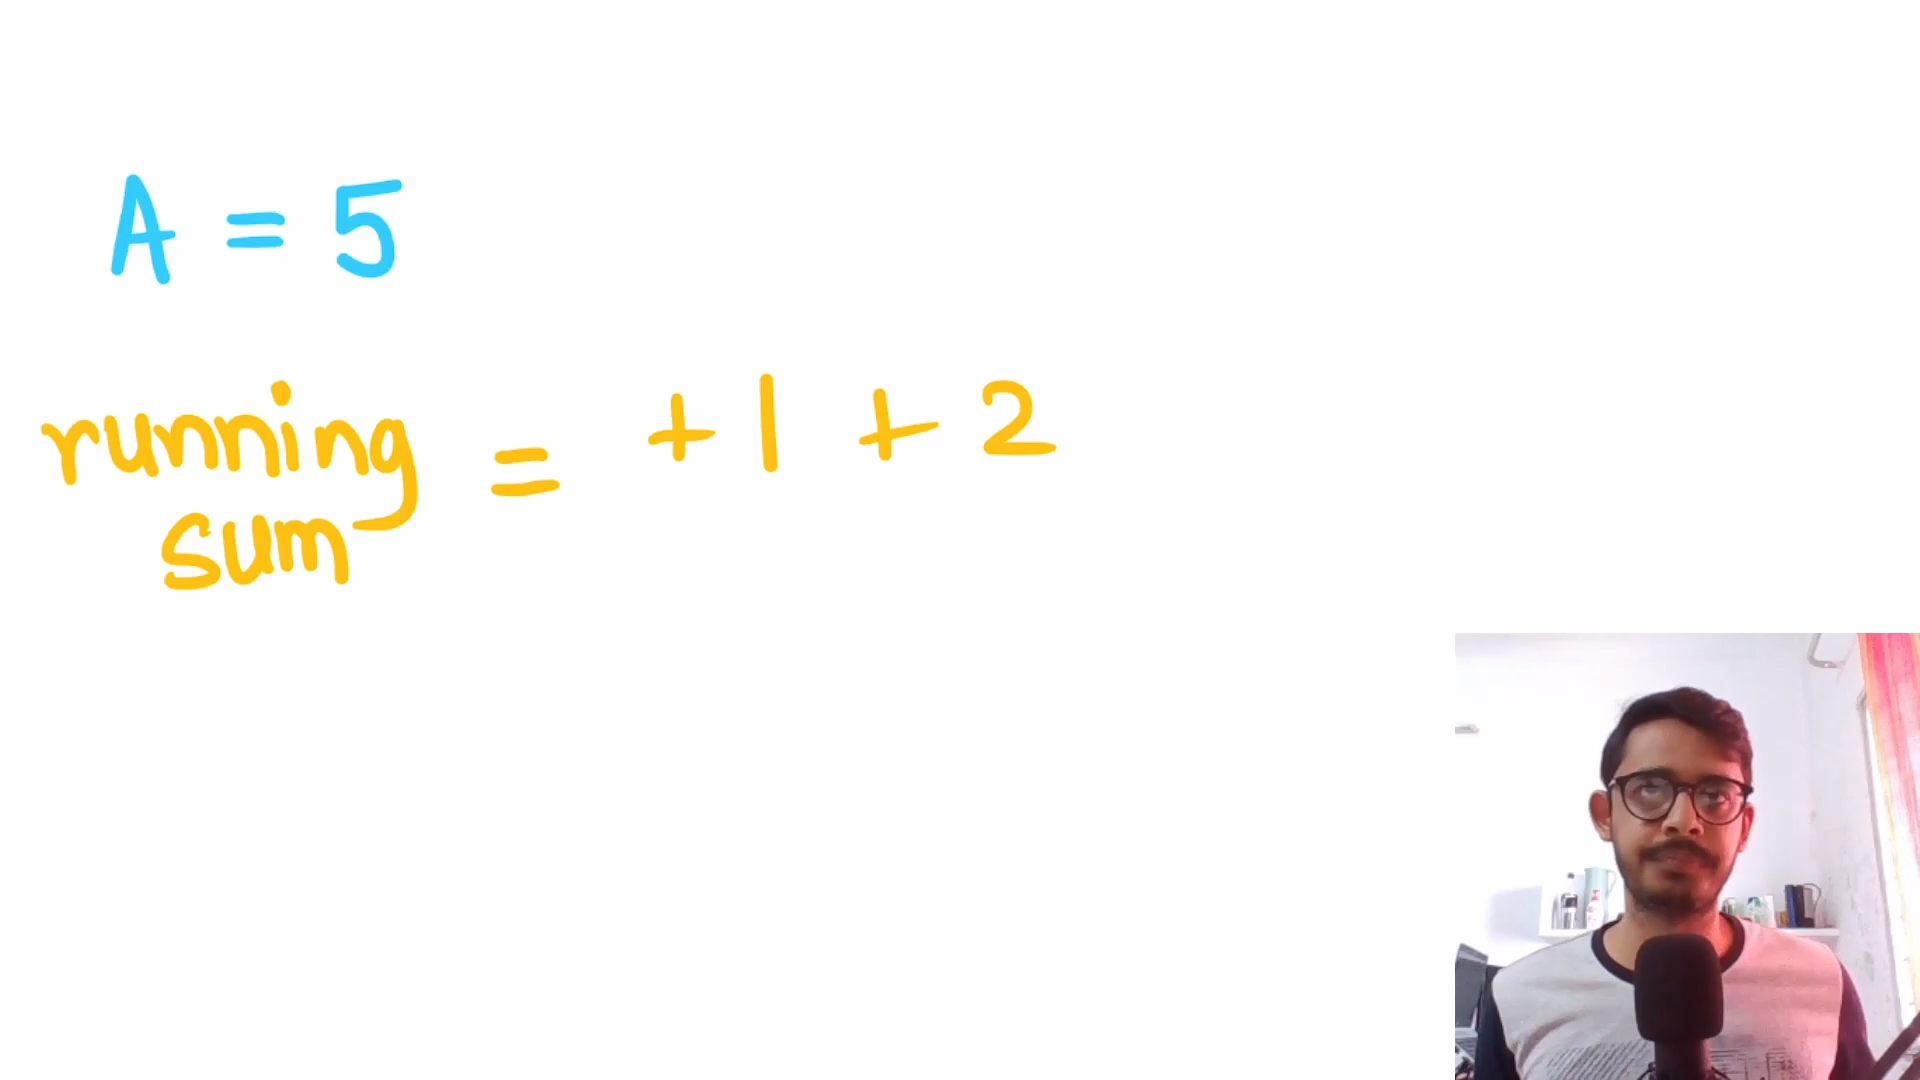 A = 5
running sum = +1 +2